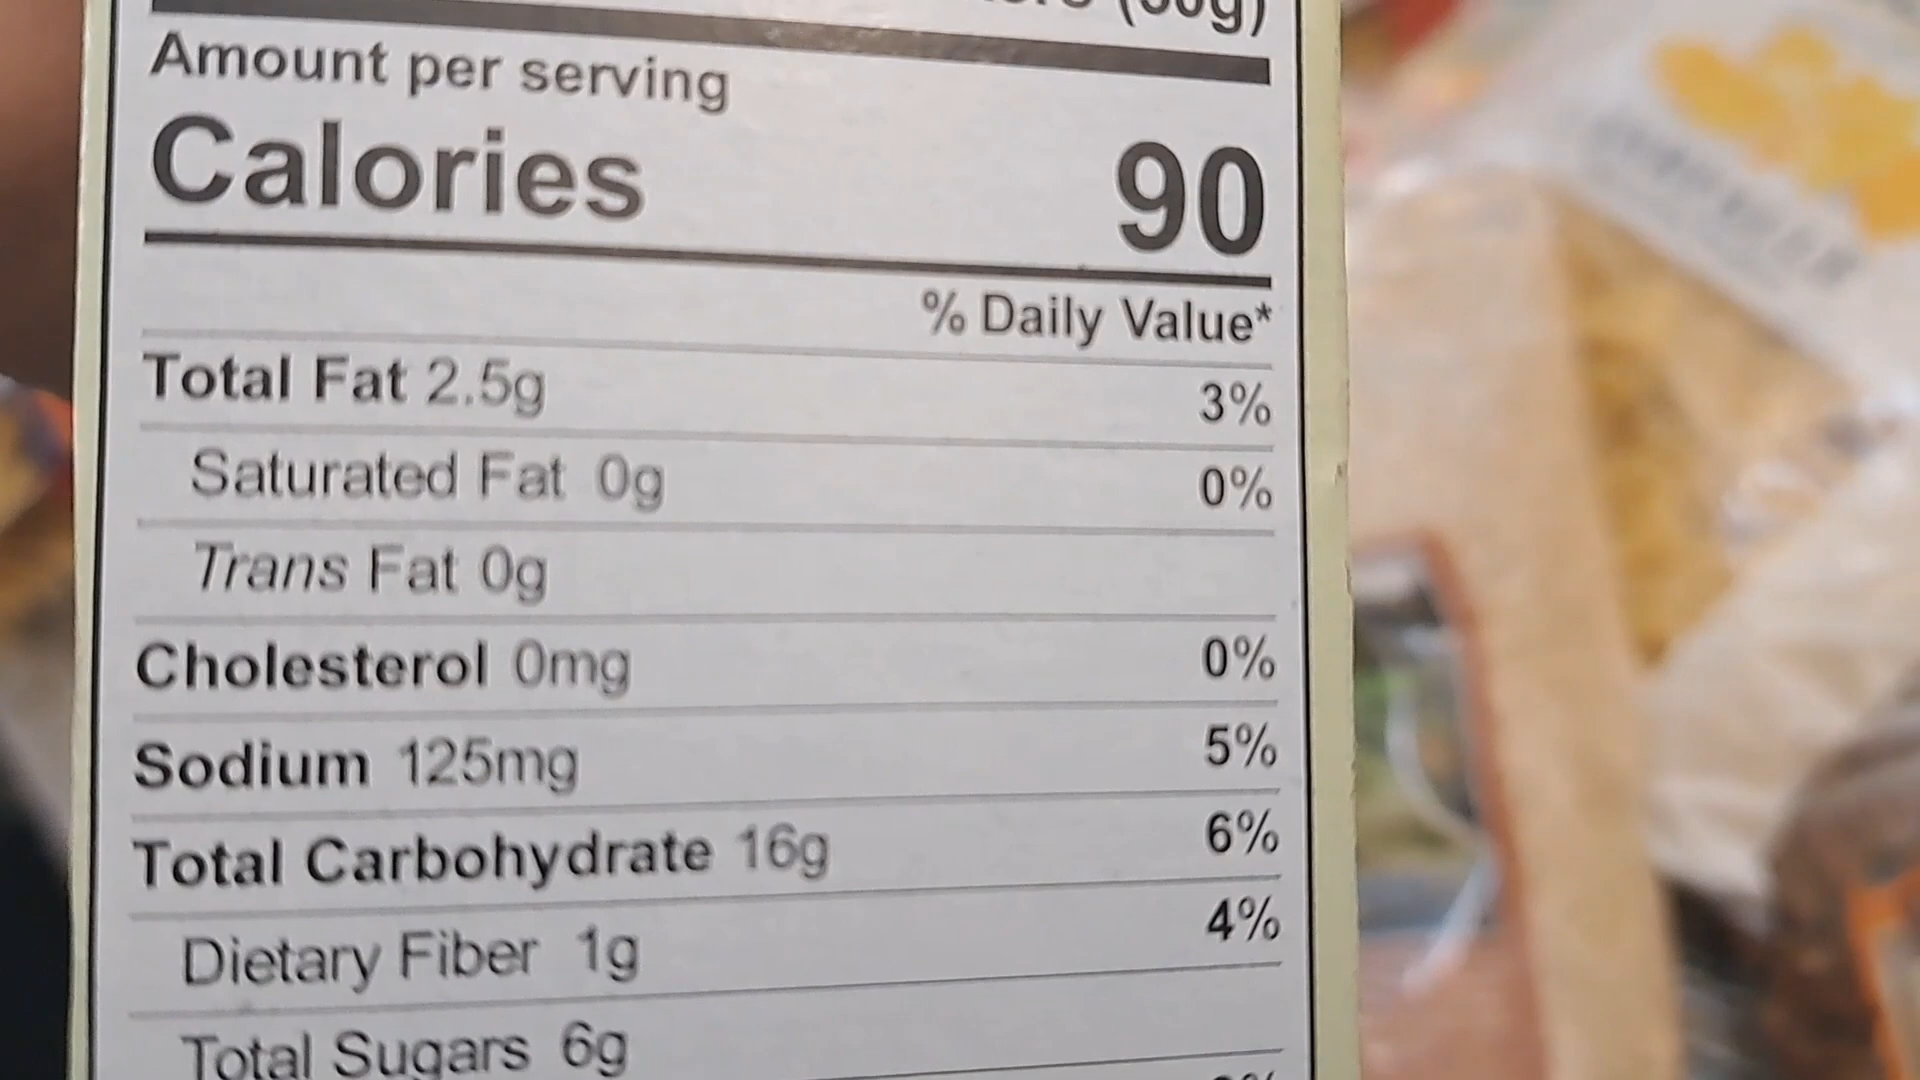 Amount per serving
Calories 90
% Daily Value*
Total Fat 2.5g 3%
Saturated Fat 0g 0%
Trans Fat 0g
Cholesterol 0mg 0%
Sodium 125mg 5%
Total Carbohydrate 16g 6%
Dietary Fiber 1g 4%
Total Sugars 6g